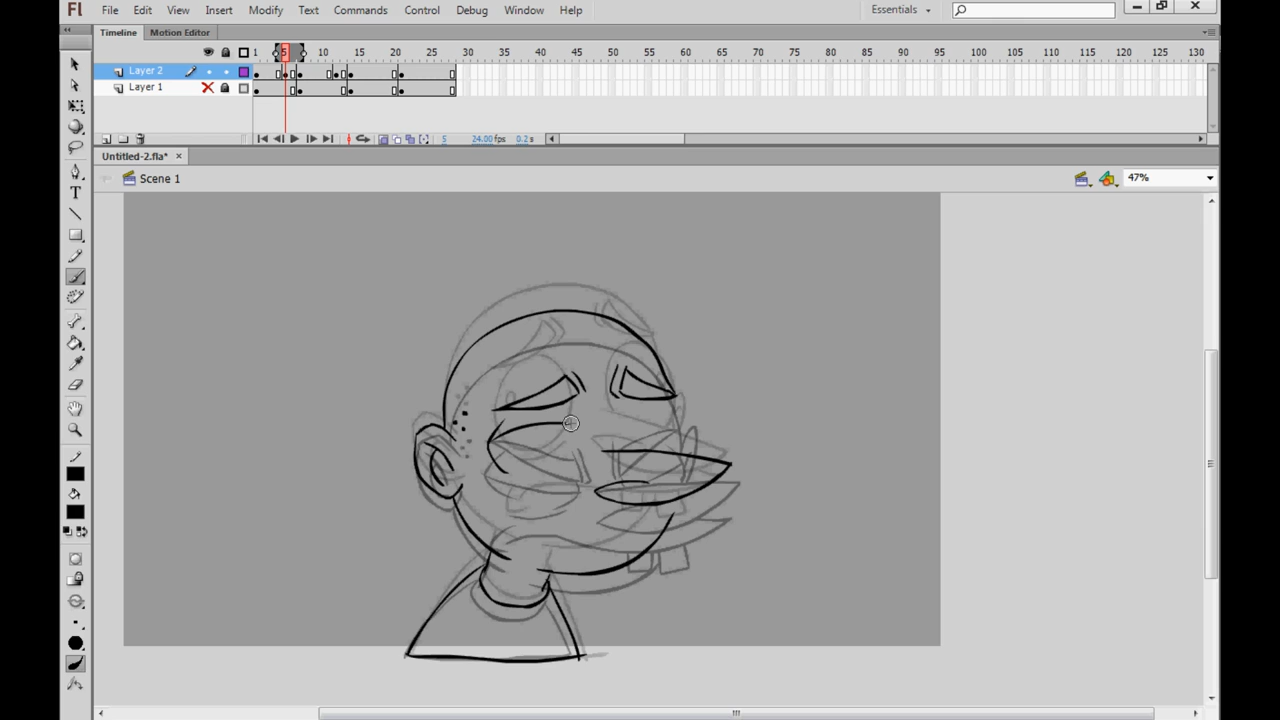 Fl File Edit View Insert Modify Text Commands Control Debug Window Help Essentials
Timeline Motion Editor
1 5 10 15 20 25 30 35 40 45 50 55 60 65 70 75 80 85 90 95 100 105 110 115 120 125 130
Layer 2
Layer 1
5 24.00 fps 0.2 s
Untitled-2.fla*
Scene 1 47%
T